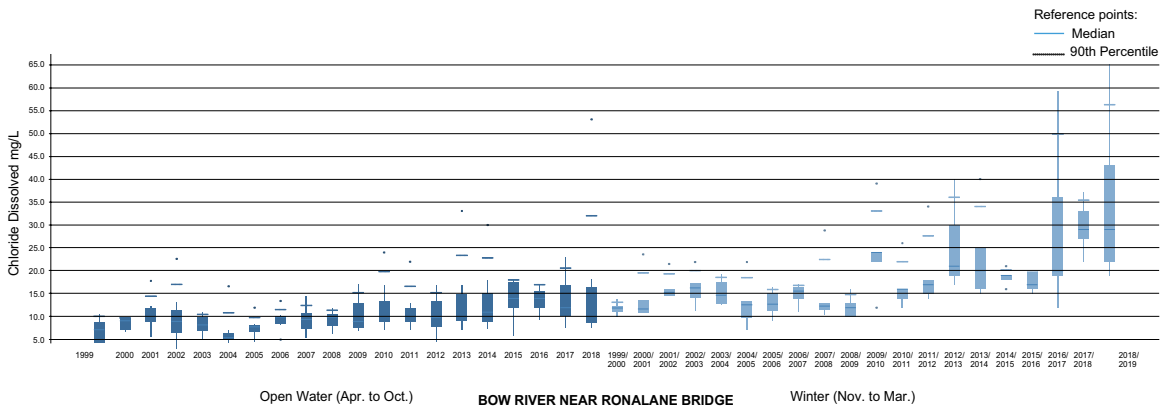 Reference points:
Median
90th Percentile
Chloride Dissolved mg/L
65.0
60.0
55.0
50.0
45.0
40.0
35.0
30.0
25.0
20.0
15.0
10.0
5.0
1999 2000 2001 2002 2003 2004 2005 2006 2007 2008 2009 2010 2011 2012 2013 2014 2015 2016 2017 2018 1999/ 2000/ 2001/ 2002/ 2003/ 2004/ 2005/ 2006/ 2007/ 2008/ 2009/ 2010/ 2011/ 2012/ 2013/ 2014/ 2015/ 2016/ 2017/ 2018/
2000 2001 2002 2003 2004 2005 2006 2007 2008 2009 2010 2011 2012 2013 2014 2015 2016 2017 2018 2019
Open Water (Apr. to Oct.) BOW RIVER NEAR RONALANE BRIDGE Winter (Nov. to Mar.)